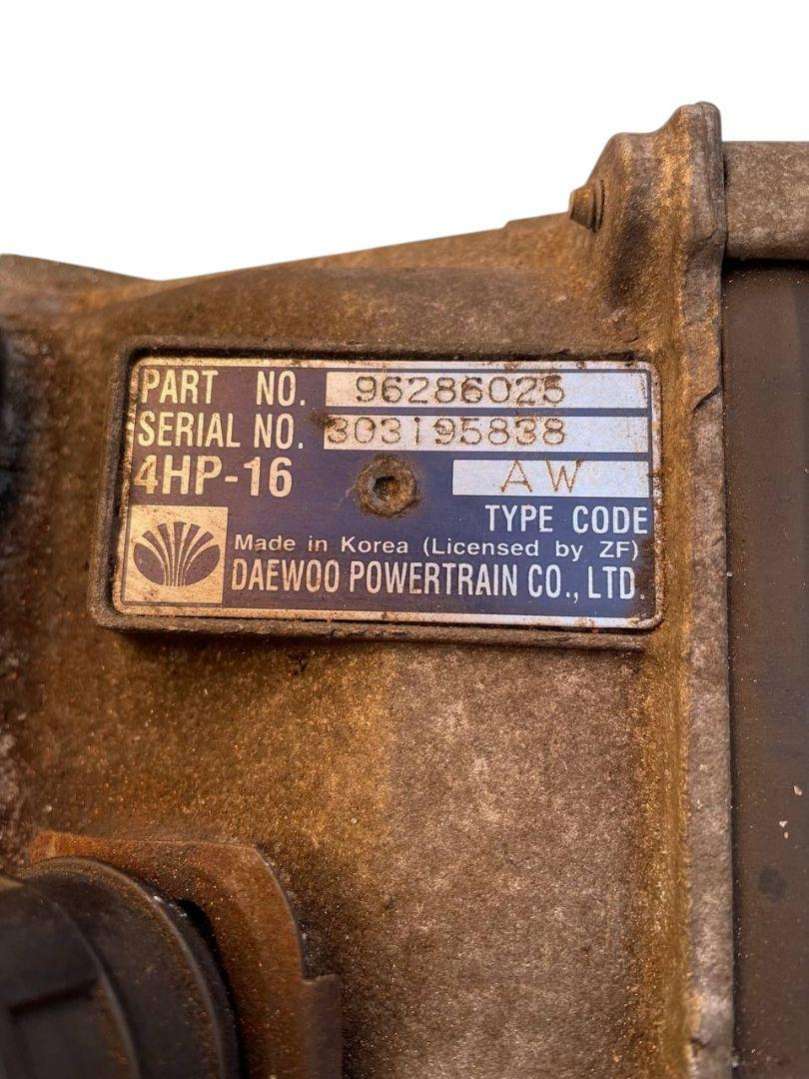 PART NO. 96286025
SERIAL NO. 303195838
4HP-16 AW
TYPE CODE
Made in Korea (Licensed by ZF)
DAEWOO POWERTRAIN CO., LTD.